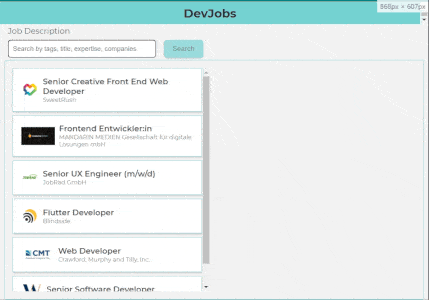 DevJobs
868px × 607px
Job Description
Search by tags, title, expertise, companies.
Search
Senior Creative Front End Web
Developer
SweetRush
Frontend Entwickler:in
MANDARIN MEDIEN Gesellschaft für digitale
Lösungen mbH
Senior UX Engineer (m/w/d)
JobRad GmbH
Flutter Developer
Blindside
CMT
Web Developer
Crawford, Murphy and Tilly, Inc.
W
Senior Software Developer